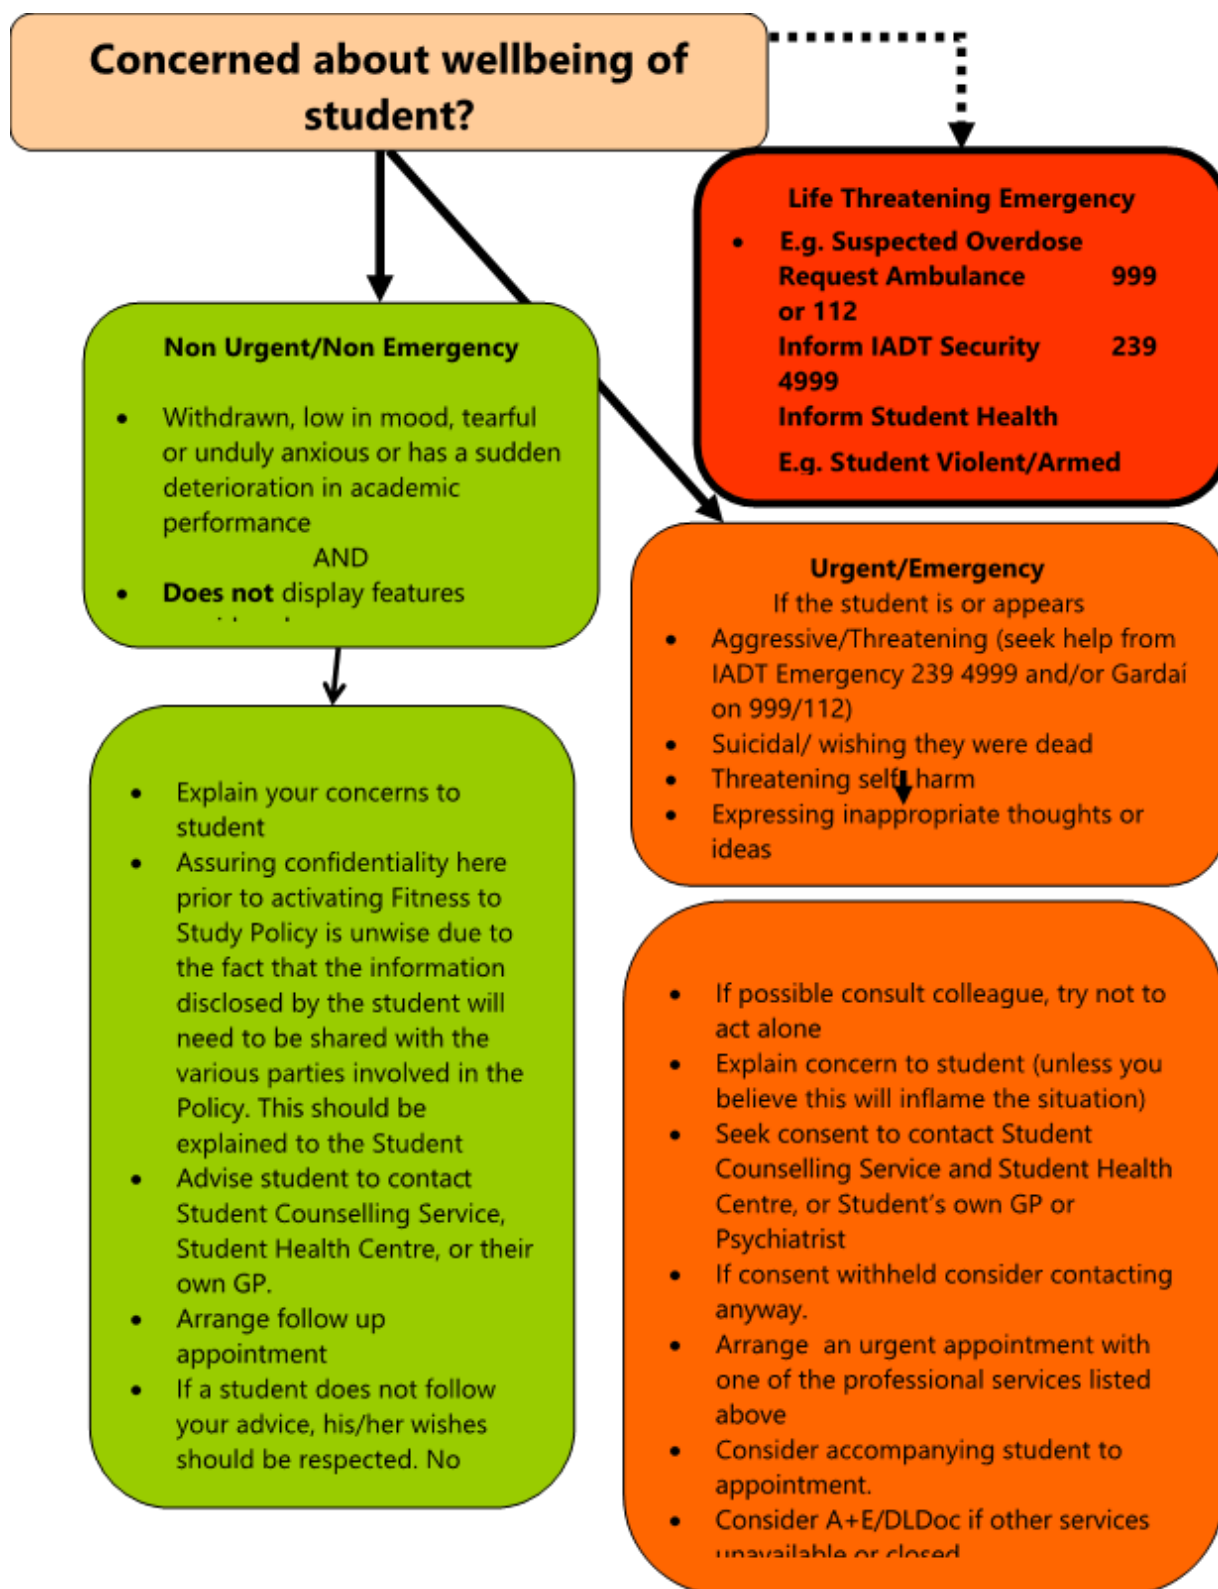 Concerned about wellbeing of
student?
Life Threatening Emergency
• E.g. Suspected Overdose
Request Ambulance 999
or 112
Inform IADT Security 239
4999
Inform Student Health
E.g. Student Violent/Armed
Non Urgent/Non Emergency
• Withdrawn, low in mood, tearful
or unduly anxious or has a sudden
deterioration in academic
performance
AND
• Does not display features
Urgent/Emergency
If the student is or appears
• Aggressive/Threatening (seek help from
IADT Emergency 239 4999 and/or Gardaí
on 999/112)
• Suicidal/ wishing they were dead
• Threatening self harm
• Expressing inappropriate thoughts or
ideas
• Explain your concerns to
student
• Assuring confidentiality here
prior to activating Fitness to
Study Policy is unwise due to
the fact that the information
disclosed by the student will
need to be shared with the
various parties involved in the
Policy. This should be
explained to the Student
• Advise student to contact
Student Counselling Service,
Student Health Centre, or their
own GP.
• Arrange follow up
appointment
• If a student does not follow
your advice, his/her wishes
should be respected. No
• If possible consult colleague, try not to
act alone
• Explain concern to student (unless you
believe this will inflame the situation)
• Seek consent to contact Student
Counselling Service and Student Health
Centre, or Student's own GP or
Psychiatrist
• If consent withheld consider contacting
anyway.
• Arrange an urgent appointment with
one of the professional services listed
above
• Consider accompanying student to
appointment.
• Consider A+E/DLDoc if other services
unavailable or closed